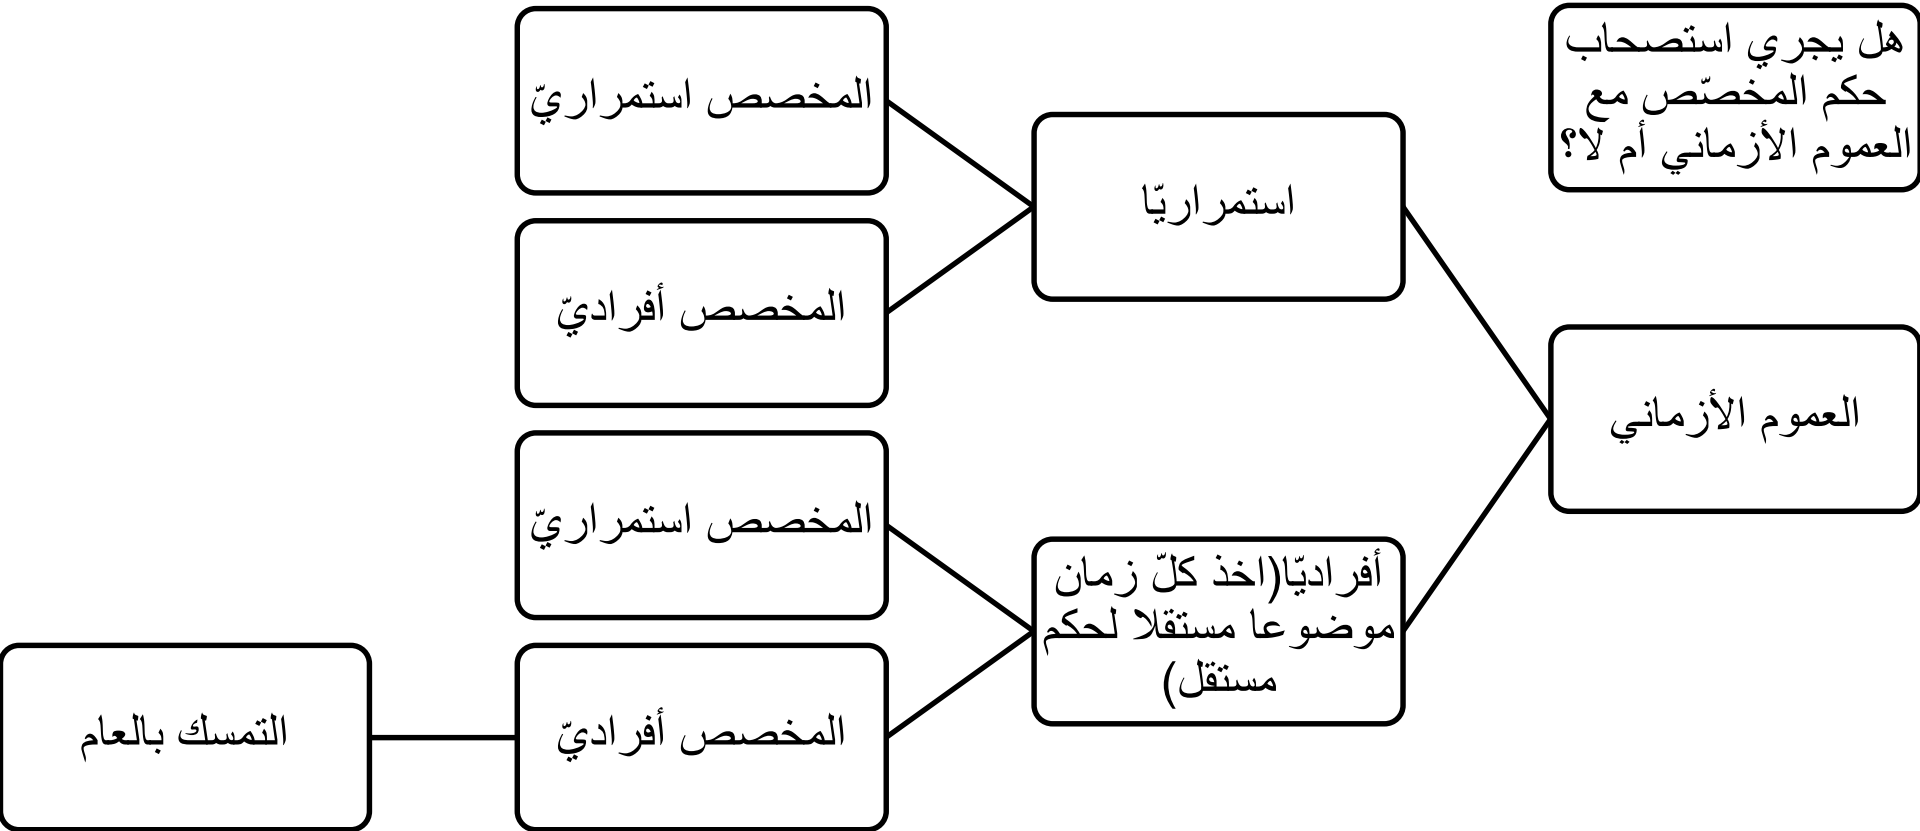 هل يجري استصحاب
حكم المخصّص مع
العموم الأزماني أم لا؟
العموم الأزماني
استمراريّا
المخصص استمراريّ
المخصص أفراديّ
أفراديّا(اخذ كلّ زمان
موضوعا مستقلا لحكم
مستقل)
المخصص استمراريّ
المخصص أفراديّ
التمسك بالعام